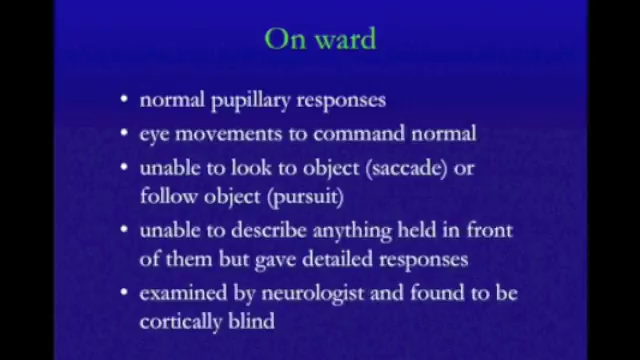 On ward
• normal pupillary responses
• eye movements to command normal
• unable to look to object (saccade) or
follow object (pursuit)
• unable to describe anything held in front
of them but gave detailed responses
• examined by neurologist and found to be
cortically blind